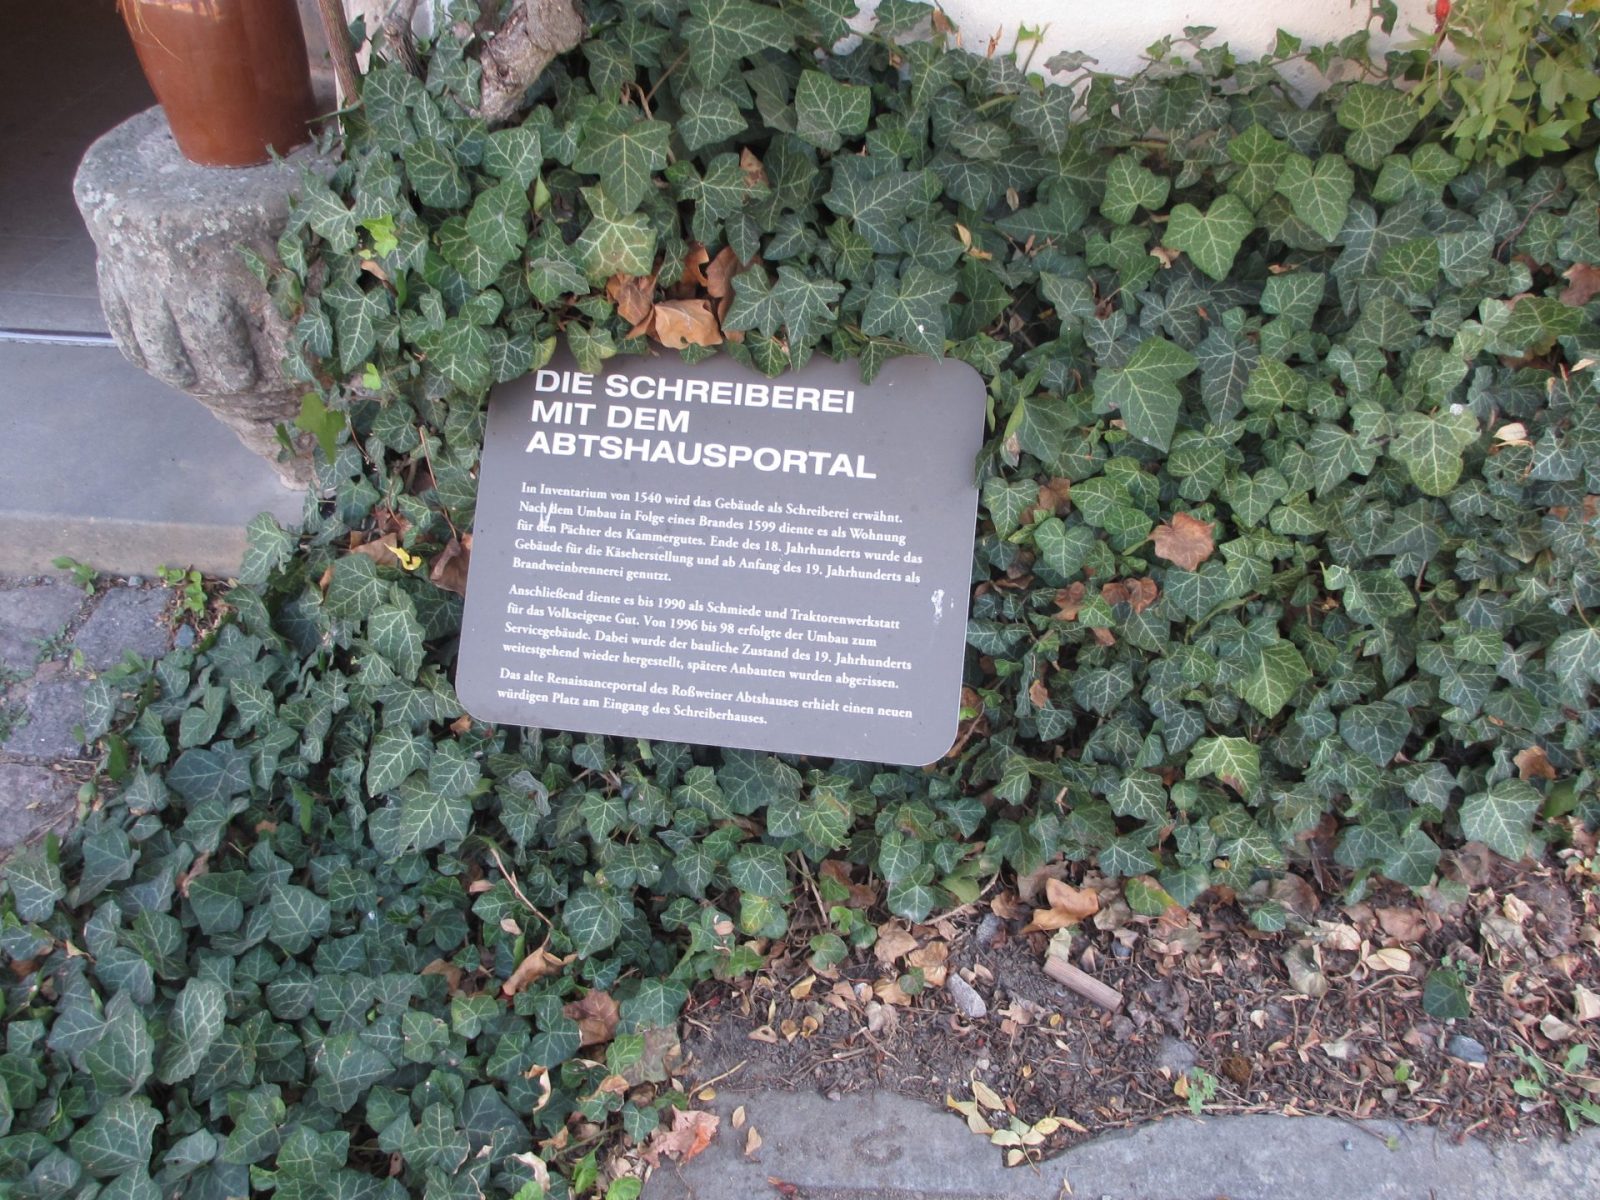 DIE SCHREIBEREI
MIT DEM
ABTSHAUSPORTAL
Im Inventarium von 1540 wird das Gebäude als Schreiberei erwähnt.
Nach dem Umbau in Folge eines Brandes 1599 diente es als Wohnung
für den Pächter des Kammergutes. Ende des 18. Jahrhunderts wurde das
Gebäude für die Käseherstellung und ab Anfang des 19. Jahrhunderts als
Brandweinbrennerei genutzt.
Anschließend diente es bis 1990 als Schmiede und Traktorenwerkstatt
für das Volkseigene Gut. Von 1996 bis 98 erfolgte der Umbau zum
Servicegebäude. Dabei wurde der bauliche Zustand des 19. Jahrhunderts
weitestgehend wieder hergestellt, spätere Anbauten wurden abgerissen.
Das alte Renaissanceportal des Roßweiner Abtshauses erhielt einen neuen
würdigen Platz am Eingang des Schreiberhauses.